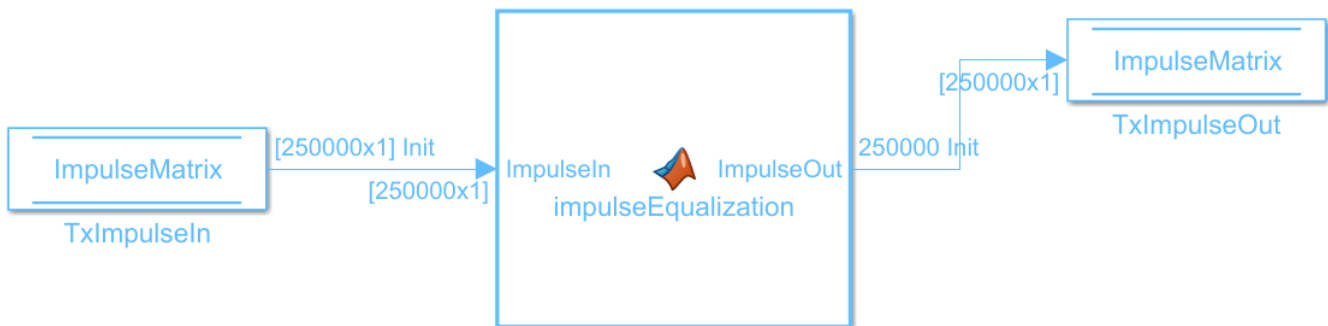 ImpulseMatrix
TxImpulseIn
[250000x1] Init
[250000x1]
ImpulseIn
ImpulseOut
impulseEqualization
250000 Init
[250000x1]
ImpulseMatrix
TxImpulseOut